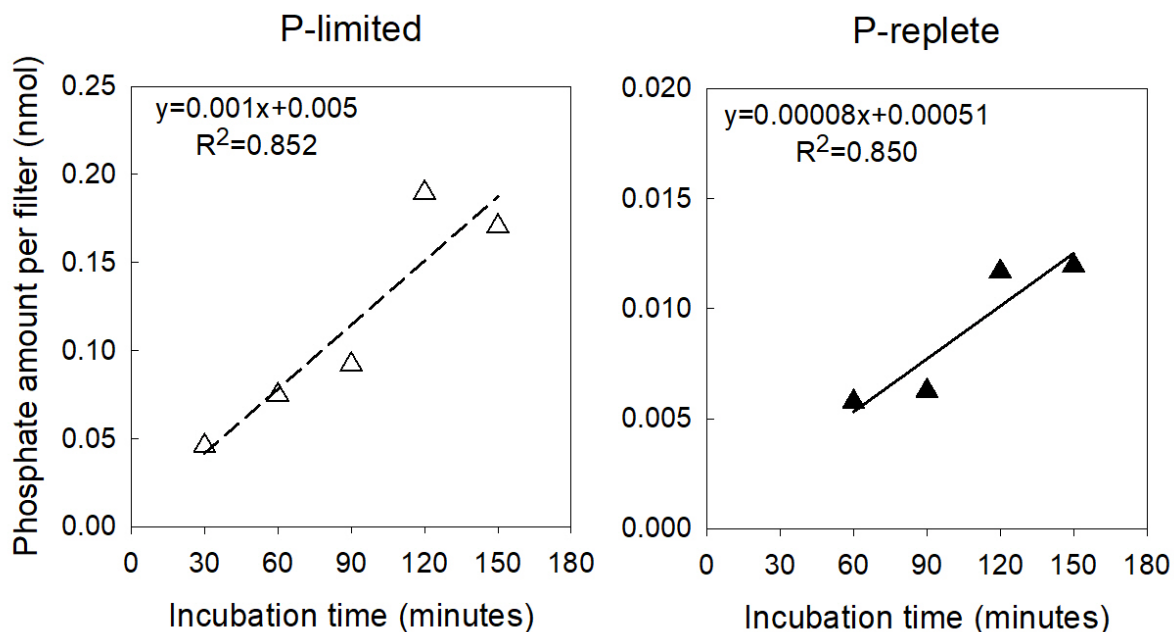 P-limited
Phosphate amount per filter (nmol)
0.25
0.20
0.15
0.10
0.05
0.00
y=0.001x+0.005
R²=0.852
0 30 60 90 120 150 180
Incubation time (minutes)
P-replete
0.020
0.015
0.010
0.005
0.000
y=0.00008x+0.00051
R²=0.850
0 30 60 90 120 150 180
Incubation time (minutes)